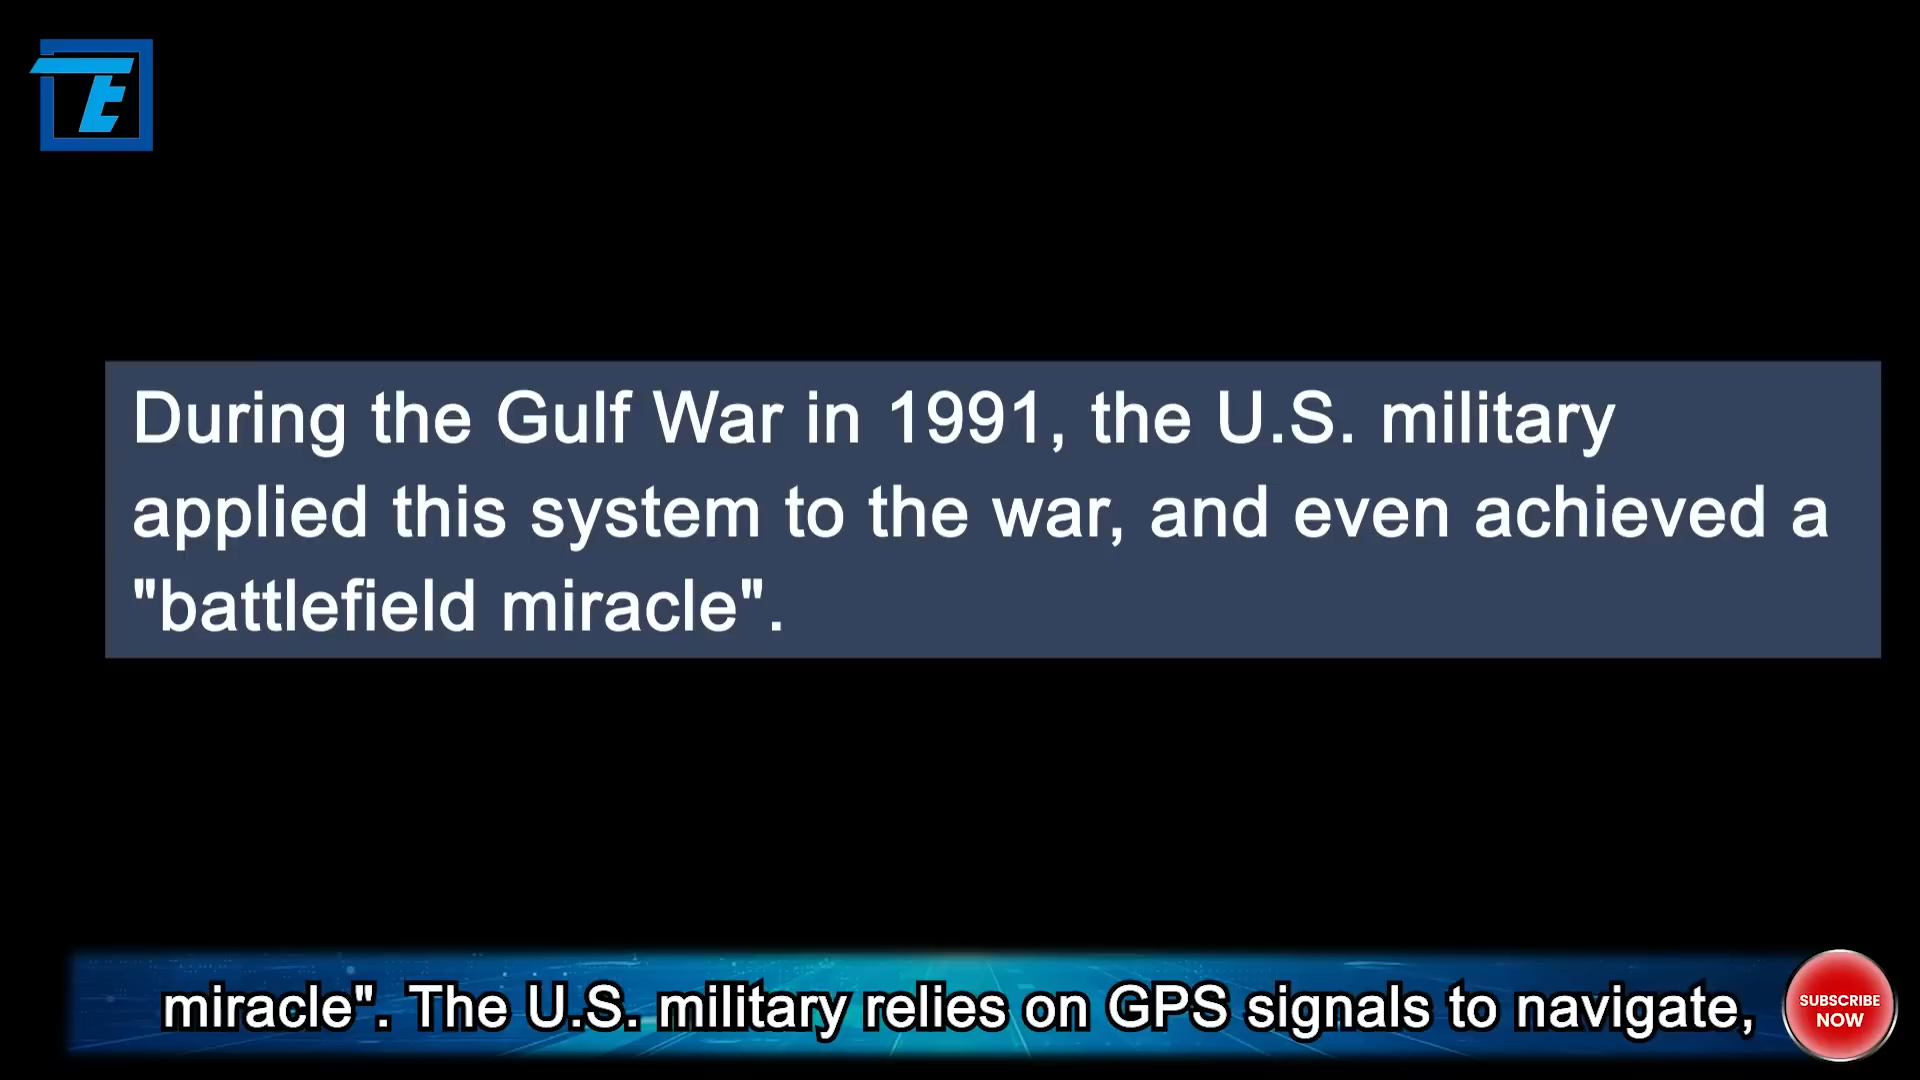 TE
During the Gulf War in 1991, the U.S. military
applied this system to the war, and even achieved a
"battlefield miracle".
miracle". The U.S. military relies on GPS signals to navigate,
SUBSCRIBE
NOW